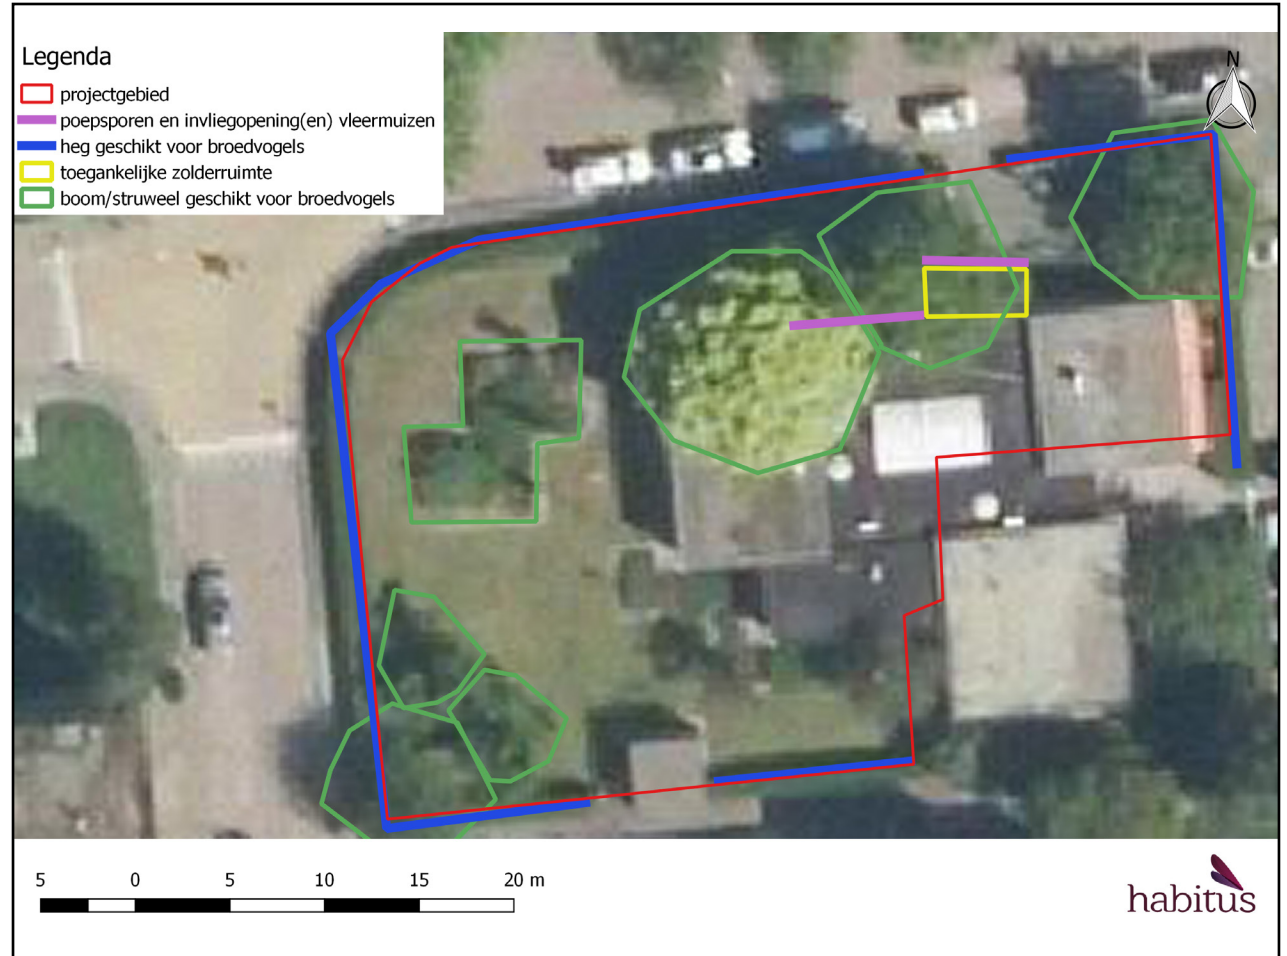 Legenda
projectgebied
poepsporen en invliegopening(en) vleermuizen
heg geschikt voor broedvogels
toegankelijke zolderruimte
boom/struweel geschikt voor broedvogels
N
5 0 5 10 15 20 m
habitus